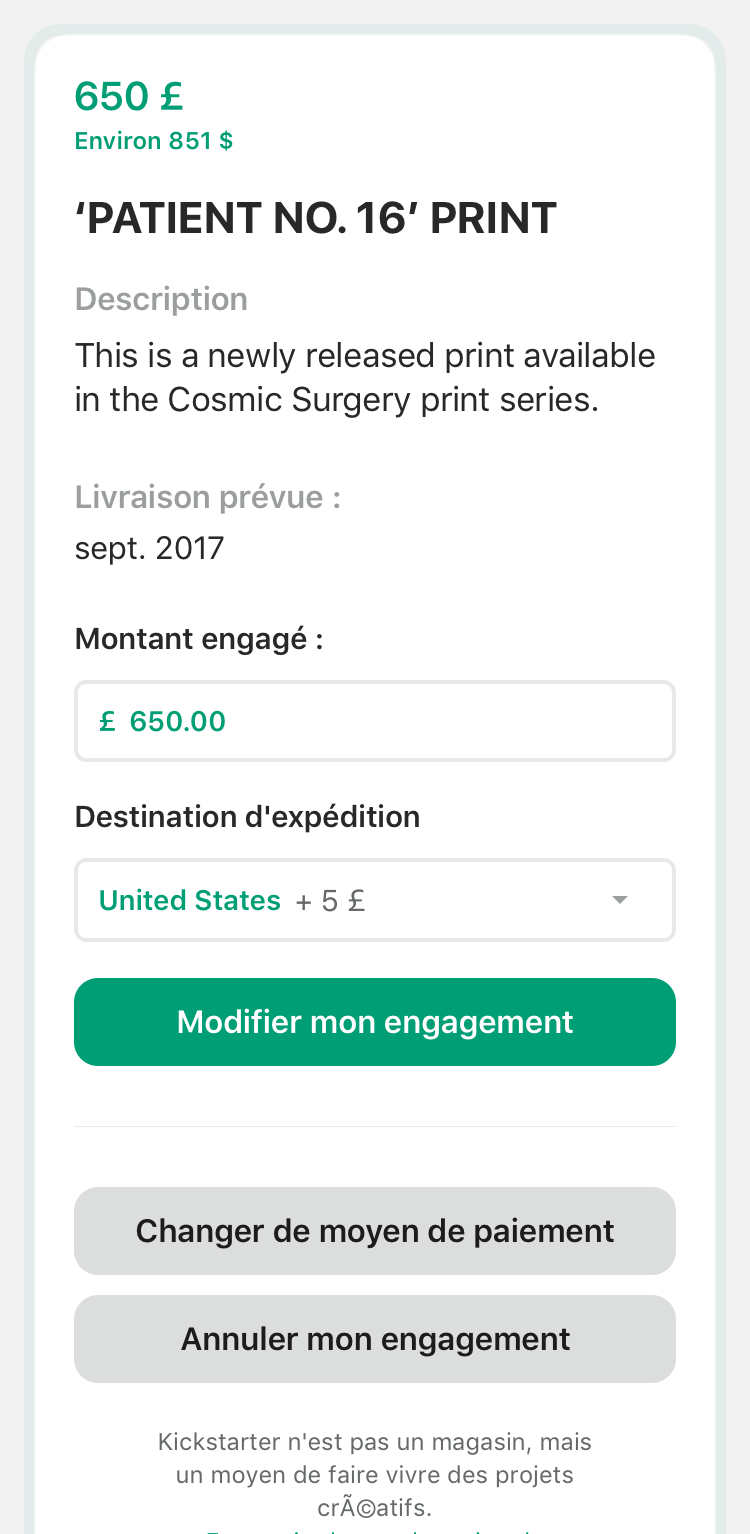 650 £
Environ 851 $
‘PATIENT NO. 16’ PRINT
Description
This is a newly released print available
in the Cosmic Surgery print series.
Livraison prévue :
sept. 2017
Montant engagé :
£ 650.00
Destination d'expédition
United States + 5 £
Modifier mon engagement
Changer de moyen de paiement
Annuler mon engagement
Kickstarter n'est pas un magasin, mais
un moyen de faire vivre des projets
crÃ©atifs.